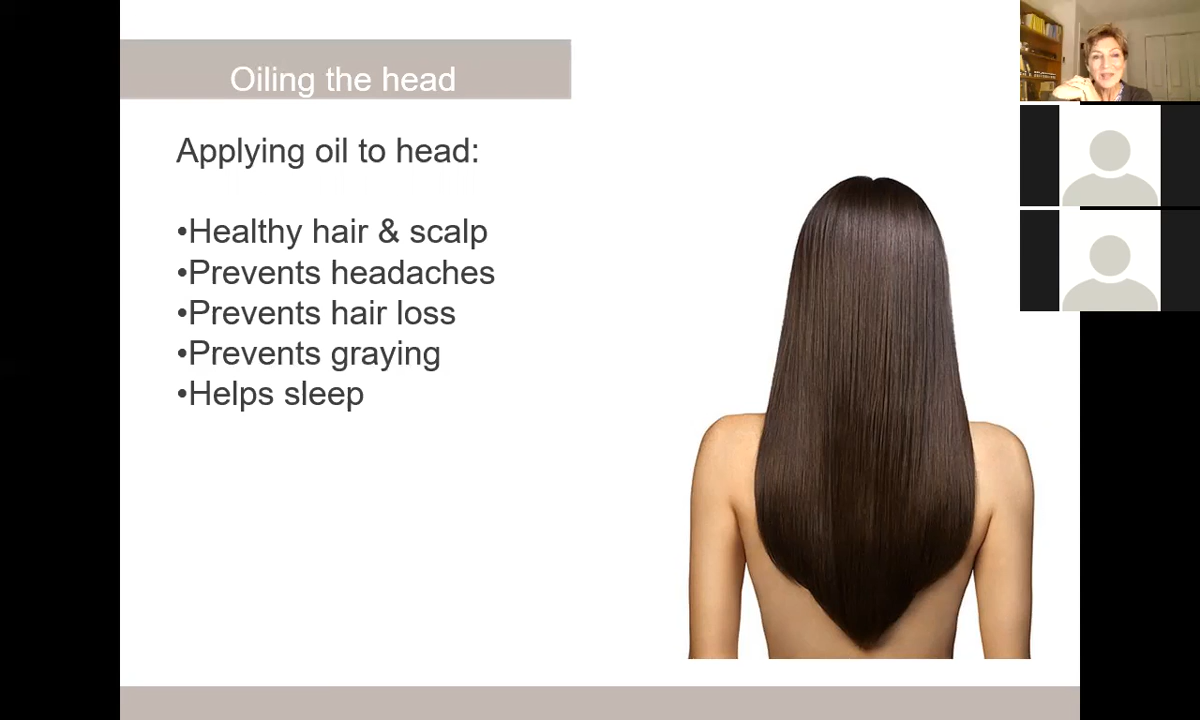 Oiling the head
Applying oil to head:
•Healthy hair & scalp
•Prevents headaches
•Prevents hair loss
•Prevents graying
•Helps sleep